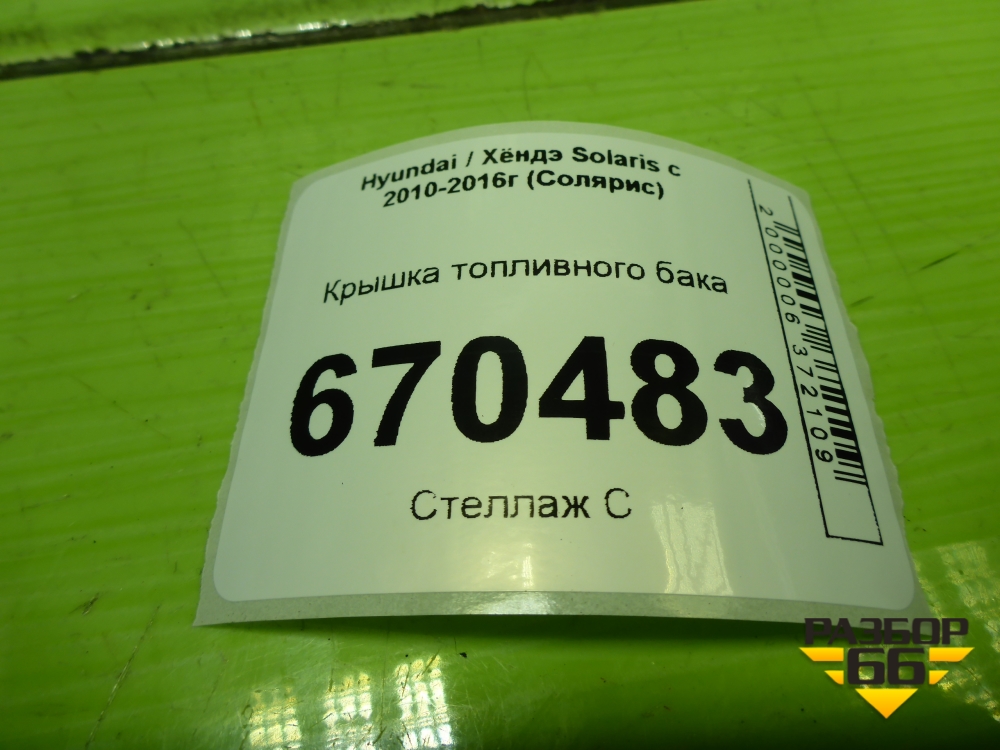 Hyundai / Хёндэ Solaris с
2010-2016г (Солярис)
Крышка топливного бака
670483
Стеллаж С
2000006372109
РАЗБОР
66